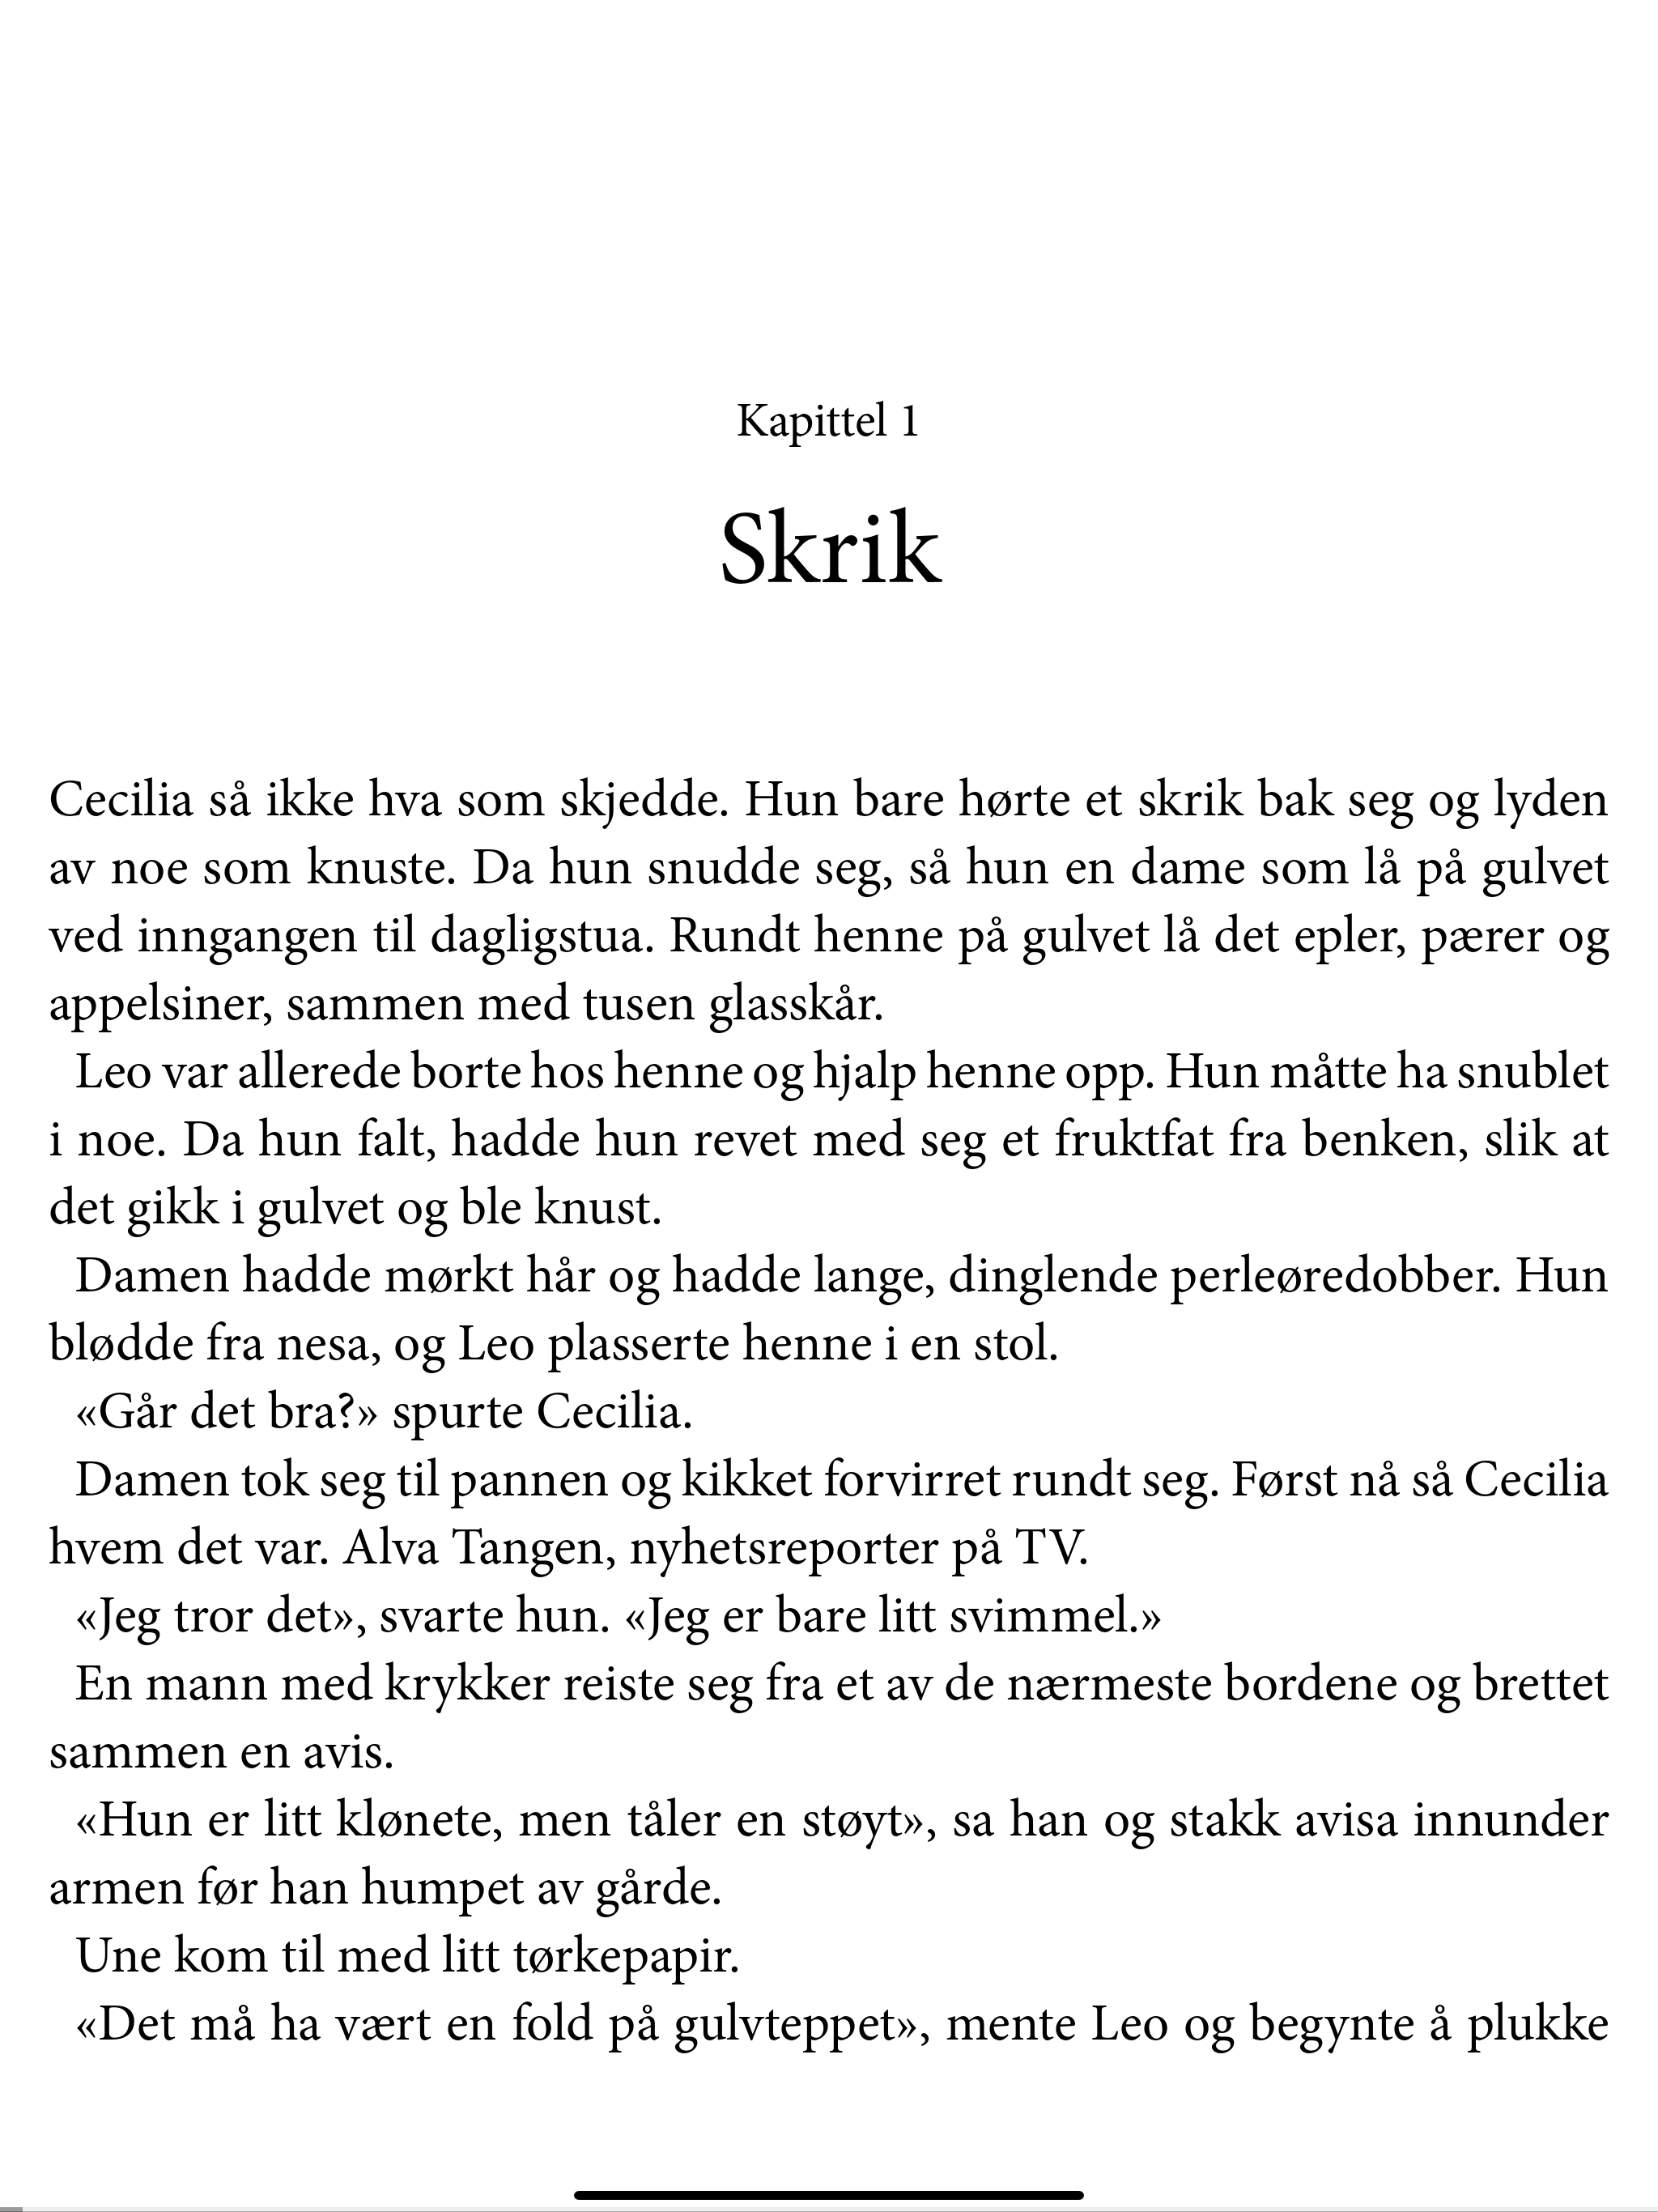 Kapittel 1
Skrik
Cecilia så ikke hva som skjedde. Hun bare hørte et skrik bak seg og lyden
av noe som knuste. Da hun snudde seg, så hun en dame som lå på gulvet
ved inngangen til dagligstua. Rundt henne på gulvet lå det epler, pærer og
appelsiner, sammen med tusen glasskår.
Leo var allerede borte hos henne og hjalp henne opp. Hun måtte ha snublet
i noe. Da hun falt, hadde hun revet med seg et fruktfat fra benken, slik at
det gikk i gulvet og ble knust.
Damen hadde mørkt hår og hadde lange, dinglende perleøredobber. Hun
blødde fra nesa, og Leo plasserte henne i en stol.
«Går det bra?» spurte Cecilia.
Damen tok seg til pannen og kikket forvirret rundt seg. Først nå så Cecilia
hvem det var. Alva Tangen, nyhetsreporter på TV.
«Jeg tror det», svarte hun. «Jeg er bare litt svimmel.»
En mann med krykker reiste seg fra et av de nærmeste bordene og brettet
sammen en avis.
«Hun er litt klønete, men tåler en støyt», sa han og stakk avisa innunder
armen før han humpet av gårde.
Une kom til med litt tørkepapir.
«Det må ha vært en fold på gulvteppet», mente Leo og begynte å plukke